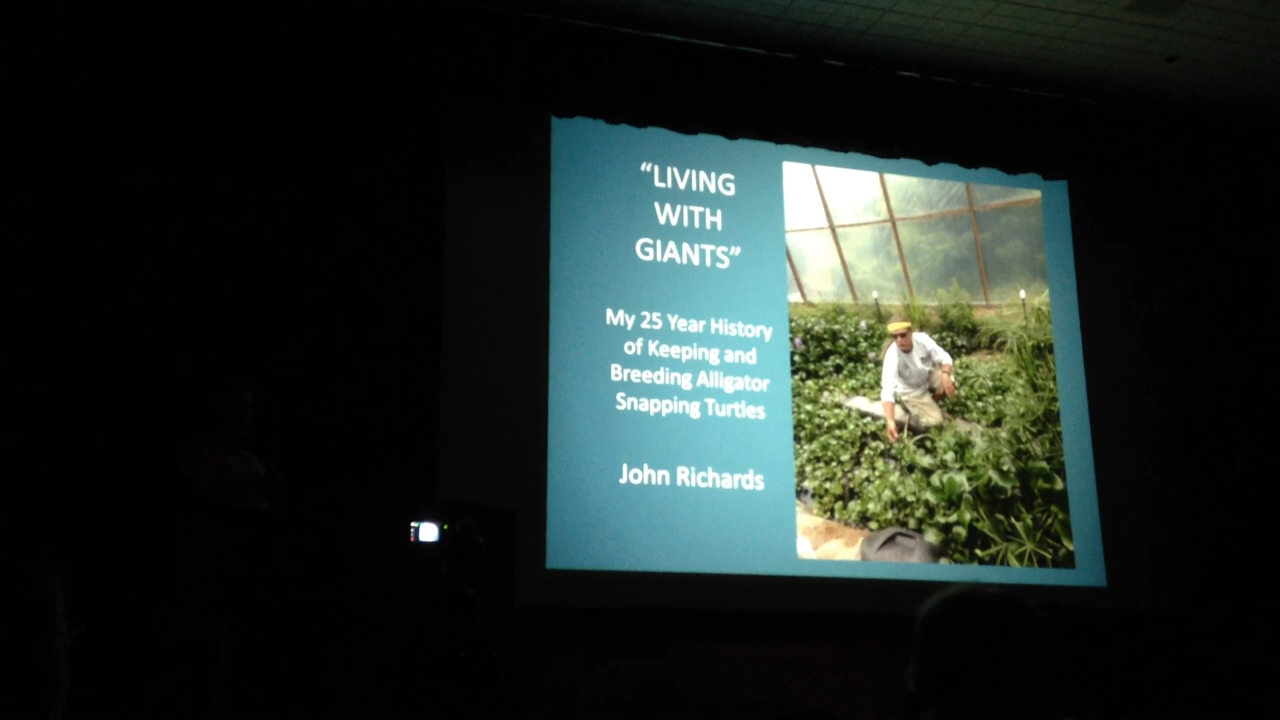 “LIVING
WITH
GIANTS”
My 25 Year History
of Keeping and
Breeding Alligator
Snapping Turtles
John Richards